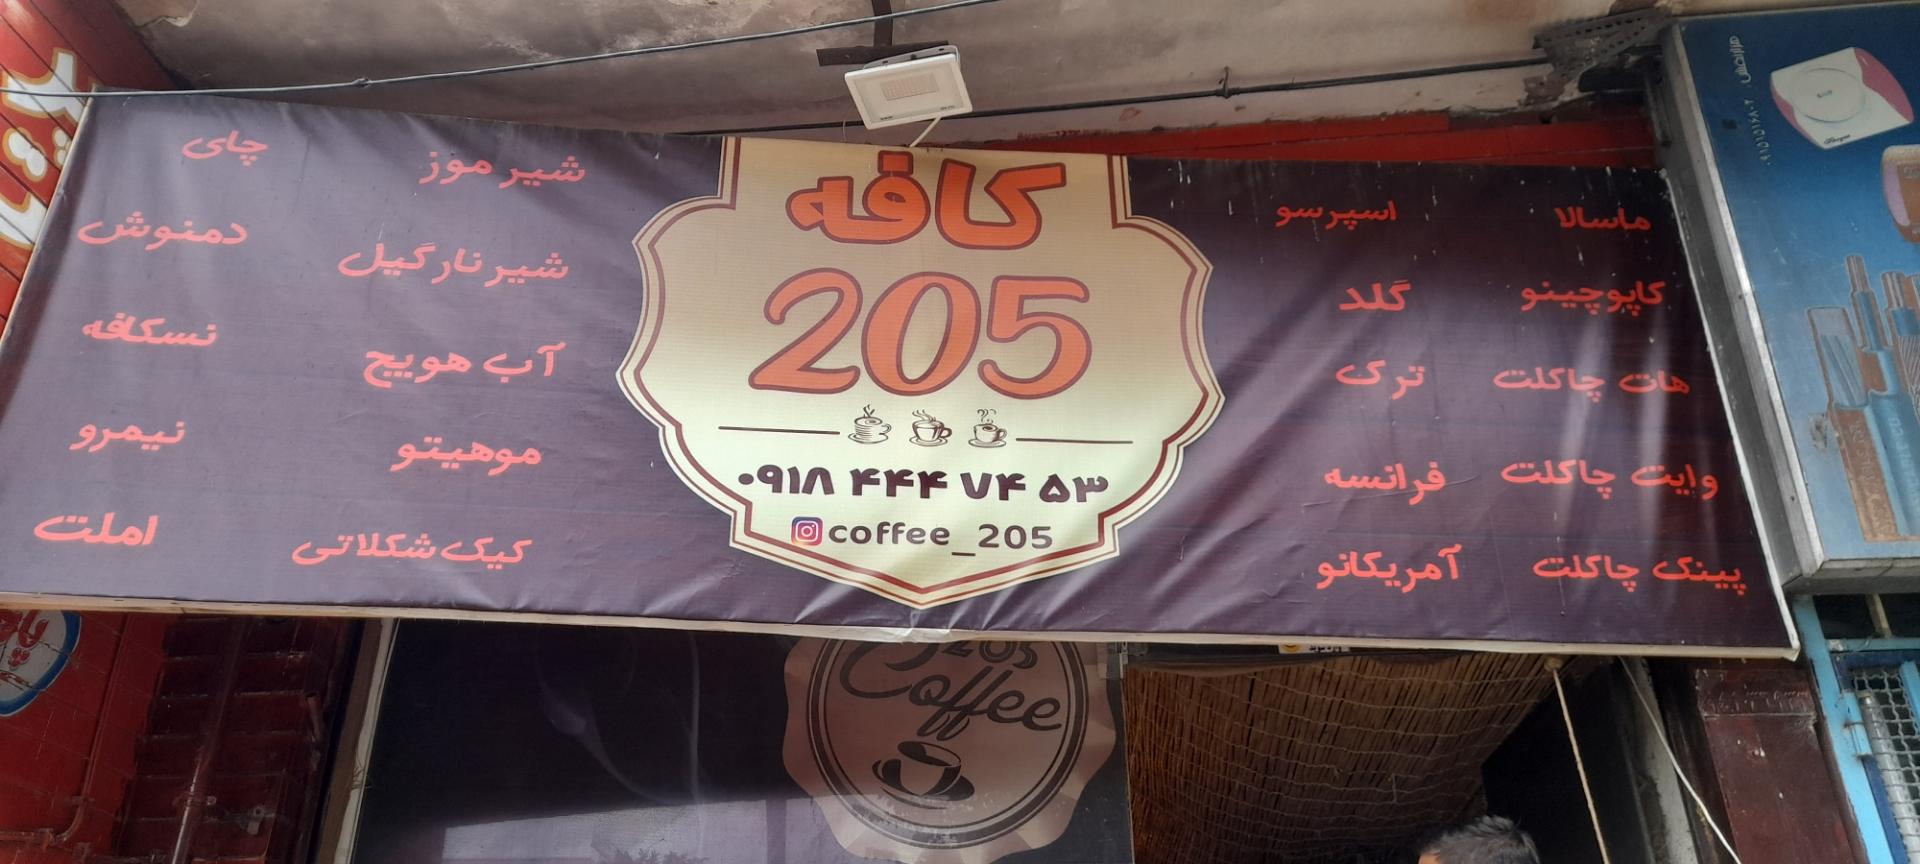 کافه
205
۰۹۱۸ ۴۴۴ ۷۴ ۵۳
coffee_205
ماسالا
کاپوچینو
هات چاکلت
وایت چاکلت
پینک چاکلت
اسپرسو
گلد
ترک
فرانسه
آمریکانو
شیر موز
شیر نارگیل
آب هویج
موهیتو
کیک شکلاتی
چای
دمنوش
نسکافه
نیمرو
املت
205
Coffee